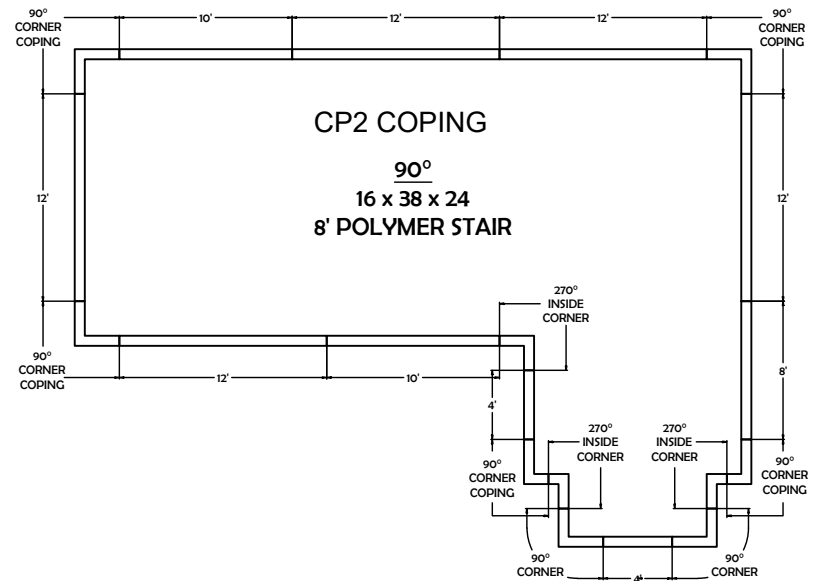 90°
CORNER
COPING
10'
12'
12'
90°
CORNER
COPING
CP2 COPING
90°
16 x 38 x 24
8' POLYMER STAIR
12'
12'
270°
INSIDE
CORNER
90°
CORNER
COPING
12'
10'
8'
4'
270°
INSIDE
CORNER
270°
INSIDE
CORNER
90°
CORNER
COPING
90°
CORNER
COPING
90°
CORNER
4'
90°
CORNER